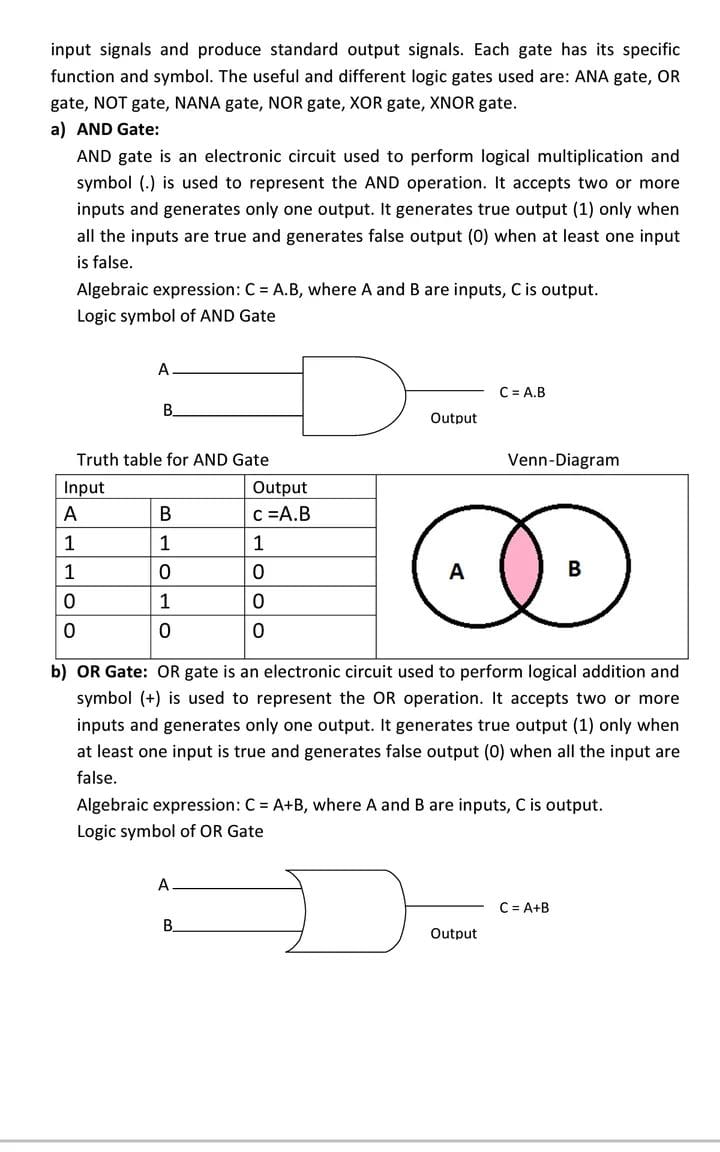 input signals and produce standard output signals. Each gate has its specific
function and symbol. The useful and different logic gates used are: ANA gate, OR
gate, NOT gate, NANA gate, NOR gate, XOR gate, XNOR gate.
a) AND Gate:
AND gate is an electronic circuit used to perform logical multiplication and
symbol (.) is used to represent the AND operation. It accepts two or more
inputs and generates only one output. It generates true output (1) only when
all the inputs are true and generates false output (0) when at least one input
is false.
Algebraic expression: C = A.B, where A and B are inputs, C is output.
Logic symbol of AND Gate
A
C = A.B
B
Output
Truth table for AND Gate
Venn-Diagram
Input Output
A B c =A.B
1 1 1
1 0 0
0 1 0
0 0 0
A B
b) OR Gate: OR gate is an electronic circuit used to perform logical addition and
symbol (+) is used to represent the OR operation. It accepts two or more
inputs and generates only one output. It generates true output (1) only when
at least one input is true and generates false output (0) when all the input are
false.
Algebraic expression: C = A+B, where A and B are inputs, C is output.
Logic symbol of OR Gate
A
C = A+B
B
Output